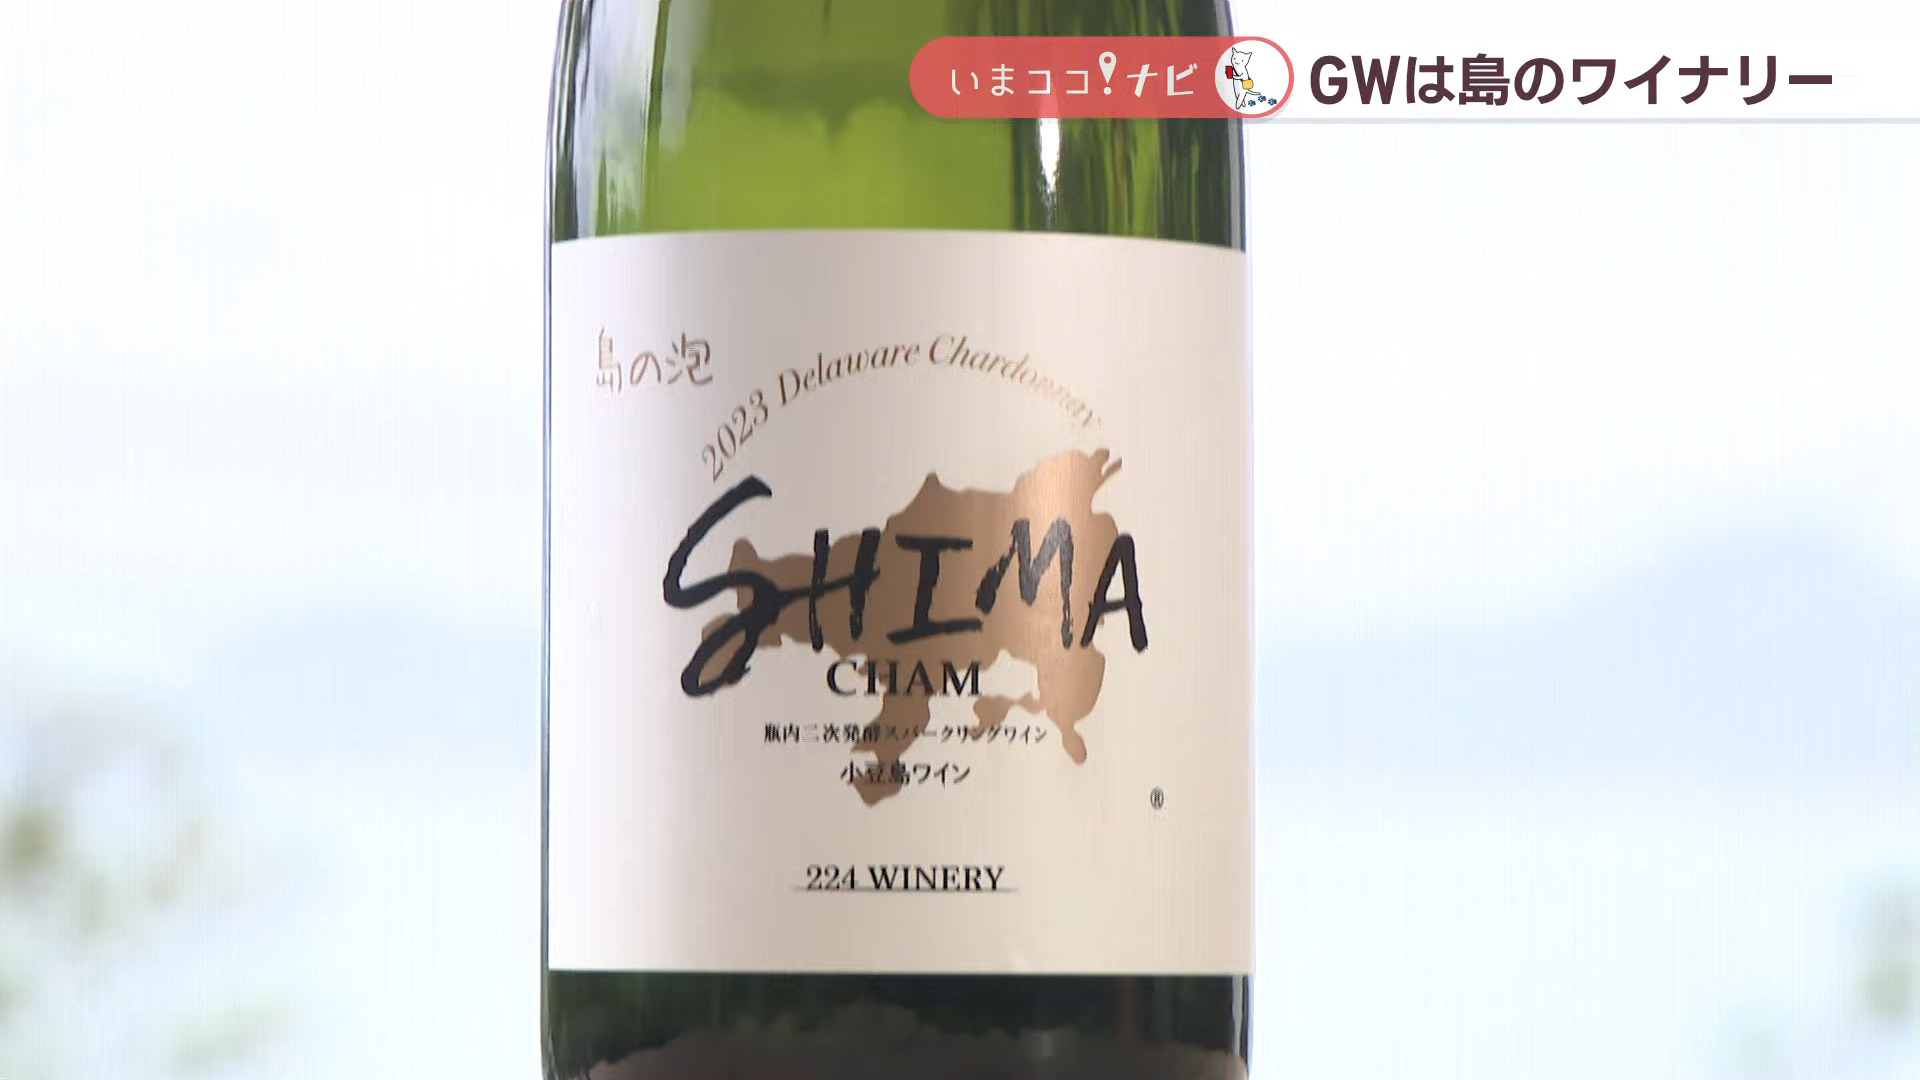 いまココ!ナビ
GWは島のワイナリー
島の泡
2023 Delaware Chardonnay
SHIMA
CHAM
瓶内二次発酵スパークリングワイン
小豆島ワイン
®
224 WINERY